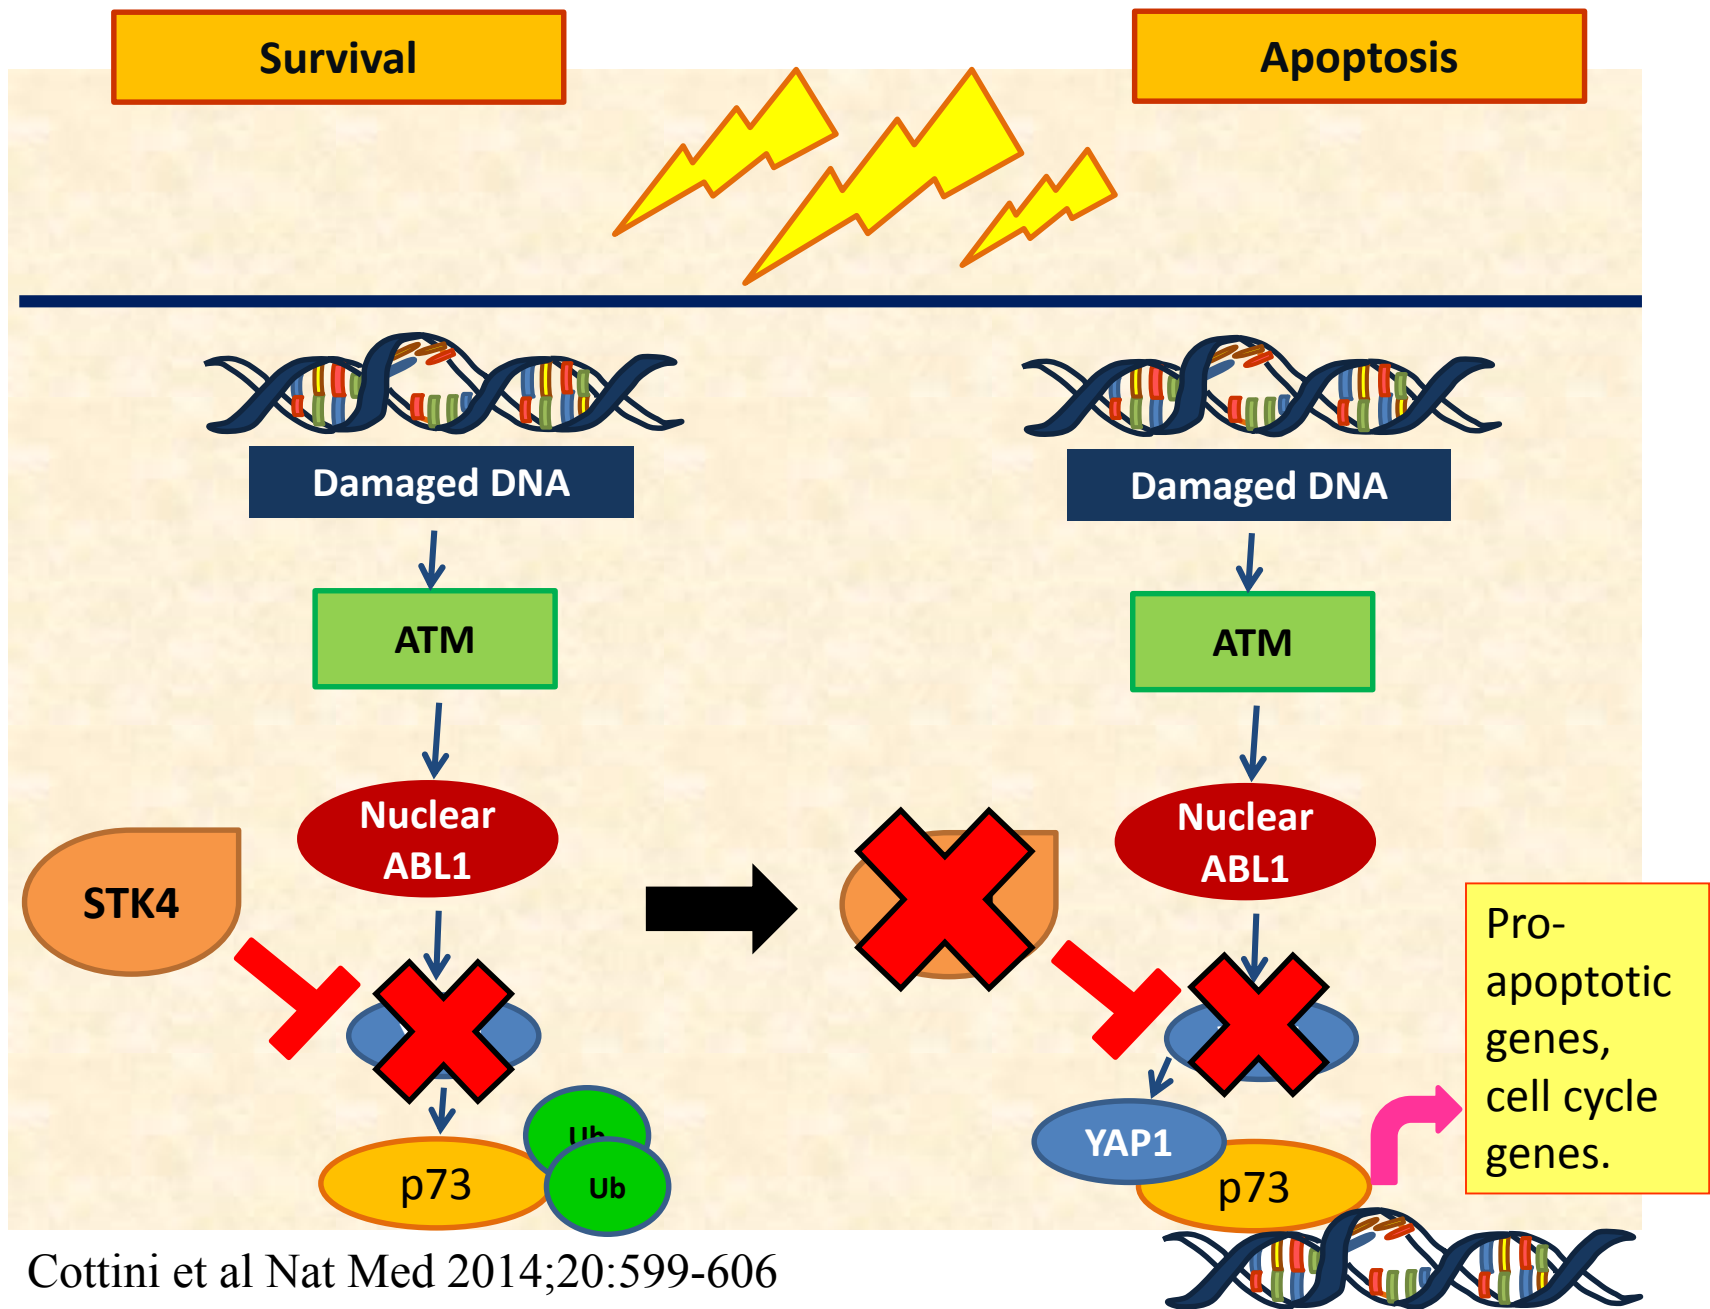 Survival
Apoptosis
Damaged DNA
Damaged DNA
ATM
ATM
Nuclear
ABL1
Nuclear
ABL1
STK4
Pro-
apoptotic
genes,
cell cycle
genes.
YAP1
Ub
p73
Ub
p73
Cottini et al Nat Med 2014;20:599-606